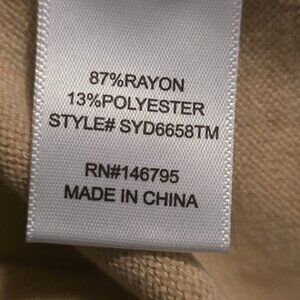 87%RAYON
13%POLYESTER
STYLE# SYD6658TM
RN#146795
MADE IN CHINA